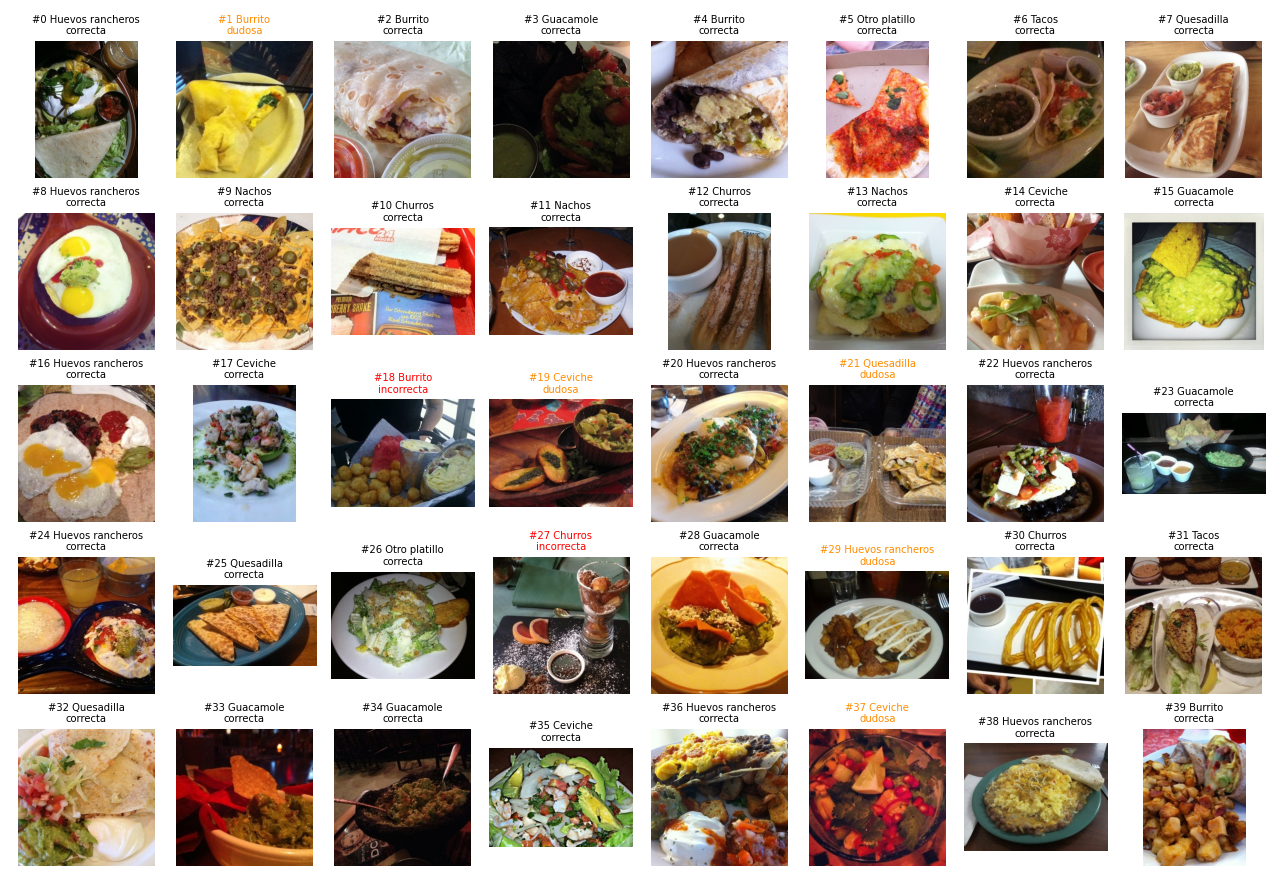 #0 Huevos rancheros
correcta
#1 Burrito
dudosa
#2 Burrito
correcta
#3 Guacamole
correcta
#4 Burrito
correcta
#5 Otro platillo
correcta
#6 Tacos
correcta
#7 Quesadilla
correcta
#8 Huevos rancheros
correcta
#9 Nachos
correcta
#10 Churros
correcta
#11 Nachos
correcta
#12 Churros
correcta
#13 Nachos
correcta
#14 Ceviche
correcta
#15 Guacamole
correcta
#16 Huevos rancheros
correcta
#17 Ceviche
correcta
#18 Burrito
incorrecta
#19 Ceviche
dudosa
#20 Huevos rancheros
correcta
#21 Quesadilla
dudosa
#22 Huevos rancheros
correcta
#23 Guacamole
correcta
#24 Huevos rancheros
correcta
#25 Quesadilla
correcta
#26 Otro platillo
correcta
#27 Churros
incorrecta
#28 Guacamole
correcta
#29 Huevos rancheros
dudosa
#30 Churros
correcta
#31 Tacos
correcta
#32 Quesadilla
correcta
#33 Guacamole
correcta
#34 Guacamole
correcta
#35 Ceviche
correcta
#36 Huevos rancheros
correcta
#37 Ceviche
dudosa
#38 Huevos rancheros
correcta
#39 Burrito
correcta